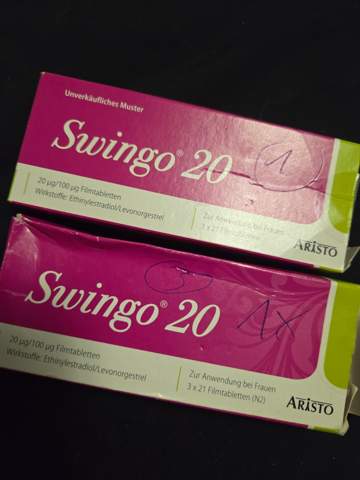 Unverkäufliches Muster
Swingo® 20
1
20 µg/100 µg Filmtabletten
Wirkstoffe: Ethinylestradiol/Levonorgestrel
Zur Anwendung bei Frauen
3 x 21 Filmtabletten
ARISTO
Swingo® 20
1x
20 µg/100 µg Filmtabletten
Wirkstoffe: Ethinylestradiol/Levonorgestrel
Zur Anwendung bei Frauen
3 x 21 Filmtabletten (N2)
ARISTO